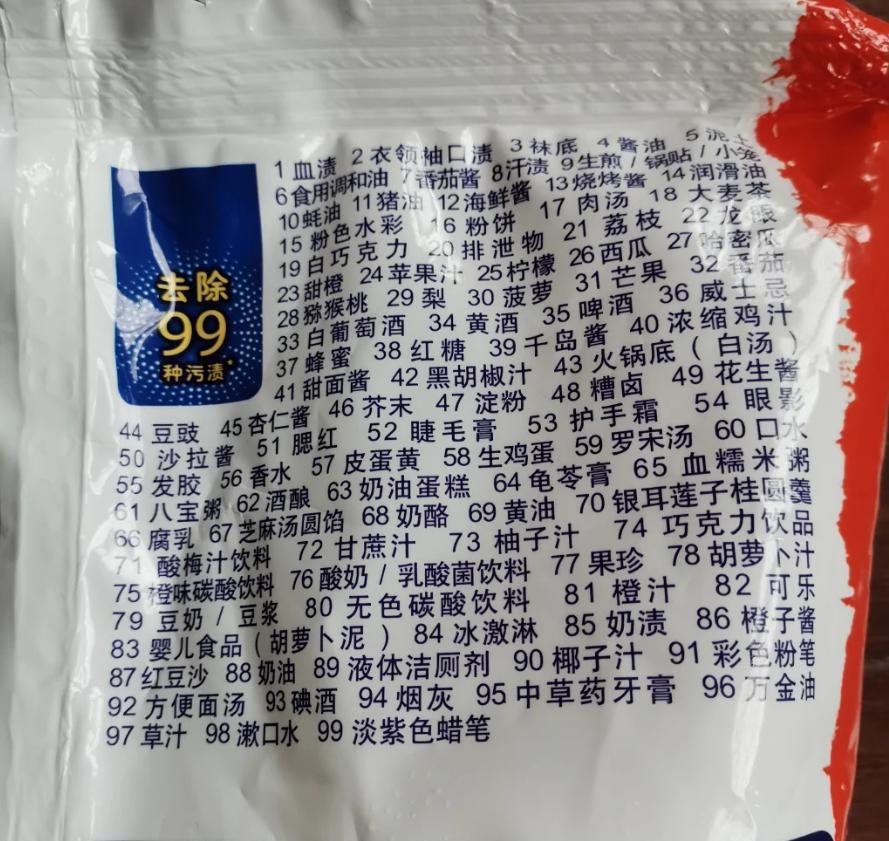 去除
99
种污渍
1 血渍 2 衣领袖口渍 3 袜底 4 酱油 5 泥土
6 食用调和油 7 番茄酱 8 汗渍 9 生煎 / 锅贴 / 小笼
10 蚝油 11 猪油 12 海鲜酱 13 烧烤酱 14 润滑油
15 粉色水彩 16 粉饼 17 肉汤 18 大麦茶
19 白巧克力 20 排泄物 21 荔枝 22 龙眼
23 甜橙 24 苹果汁 25 柠檬 26 西瓜 27 哈密瓜
28 猕猴桃 29 梨 30 菠萝 31 芒果 32 番茄
33 白葡萄酒 34 黄酒 35 啤酒 36 威士忌
37 蜂蜜 38 红糖 39 千岛酱 40 浓缩鸡汁
41 甜面酱 42 黑胡椒汁 43 火锅底 ( 白汤 )
44 豆豉 45 杏仁酱 46 芥末 47 淀粉 48 糟卤 49 花生酱
50 沙拉酱 51 腮红 52 睫毛膏 53 护手霜 54 眼影
55 发胶 56 香水 57 皮蛋黄 58 生鸡蛋 59 罗宋汤 60 口水
61 八宝粥 62 酒酿 63 奶油蛋糕 64 龟苓膏 65 血糯米粥
66 腐乳 67 芝麻汤圆馅 68 奶酪 69 黄油 70 银耳莲子桂圆羹
71 酸梅汁饮料 72 甘蔗汁 73 柚子汁 74 巧克力饮品
75 橙味碳酸饮料 76 酸奶 / 乳酸菌饮料 77 果珍 78 胡萝卜汁
79 豆奶 / 豆浆 80 无色碳酸饮料 81 橙汁 82 可乐
83 婴儿食品 ( 胡萝卜泥 ) 84 冰激淋 85 奶渍 86 橙子酱
87 红豆沙 88 奶油 89 液体洁厕剂 90 椰子汁 91 彩色粉笔
92 方便面汤 93 碘酒 94 烟灰 95 中草药牙膏 96 万金油
97 草汁 98 漱口水 99 淡紫色蜡笔